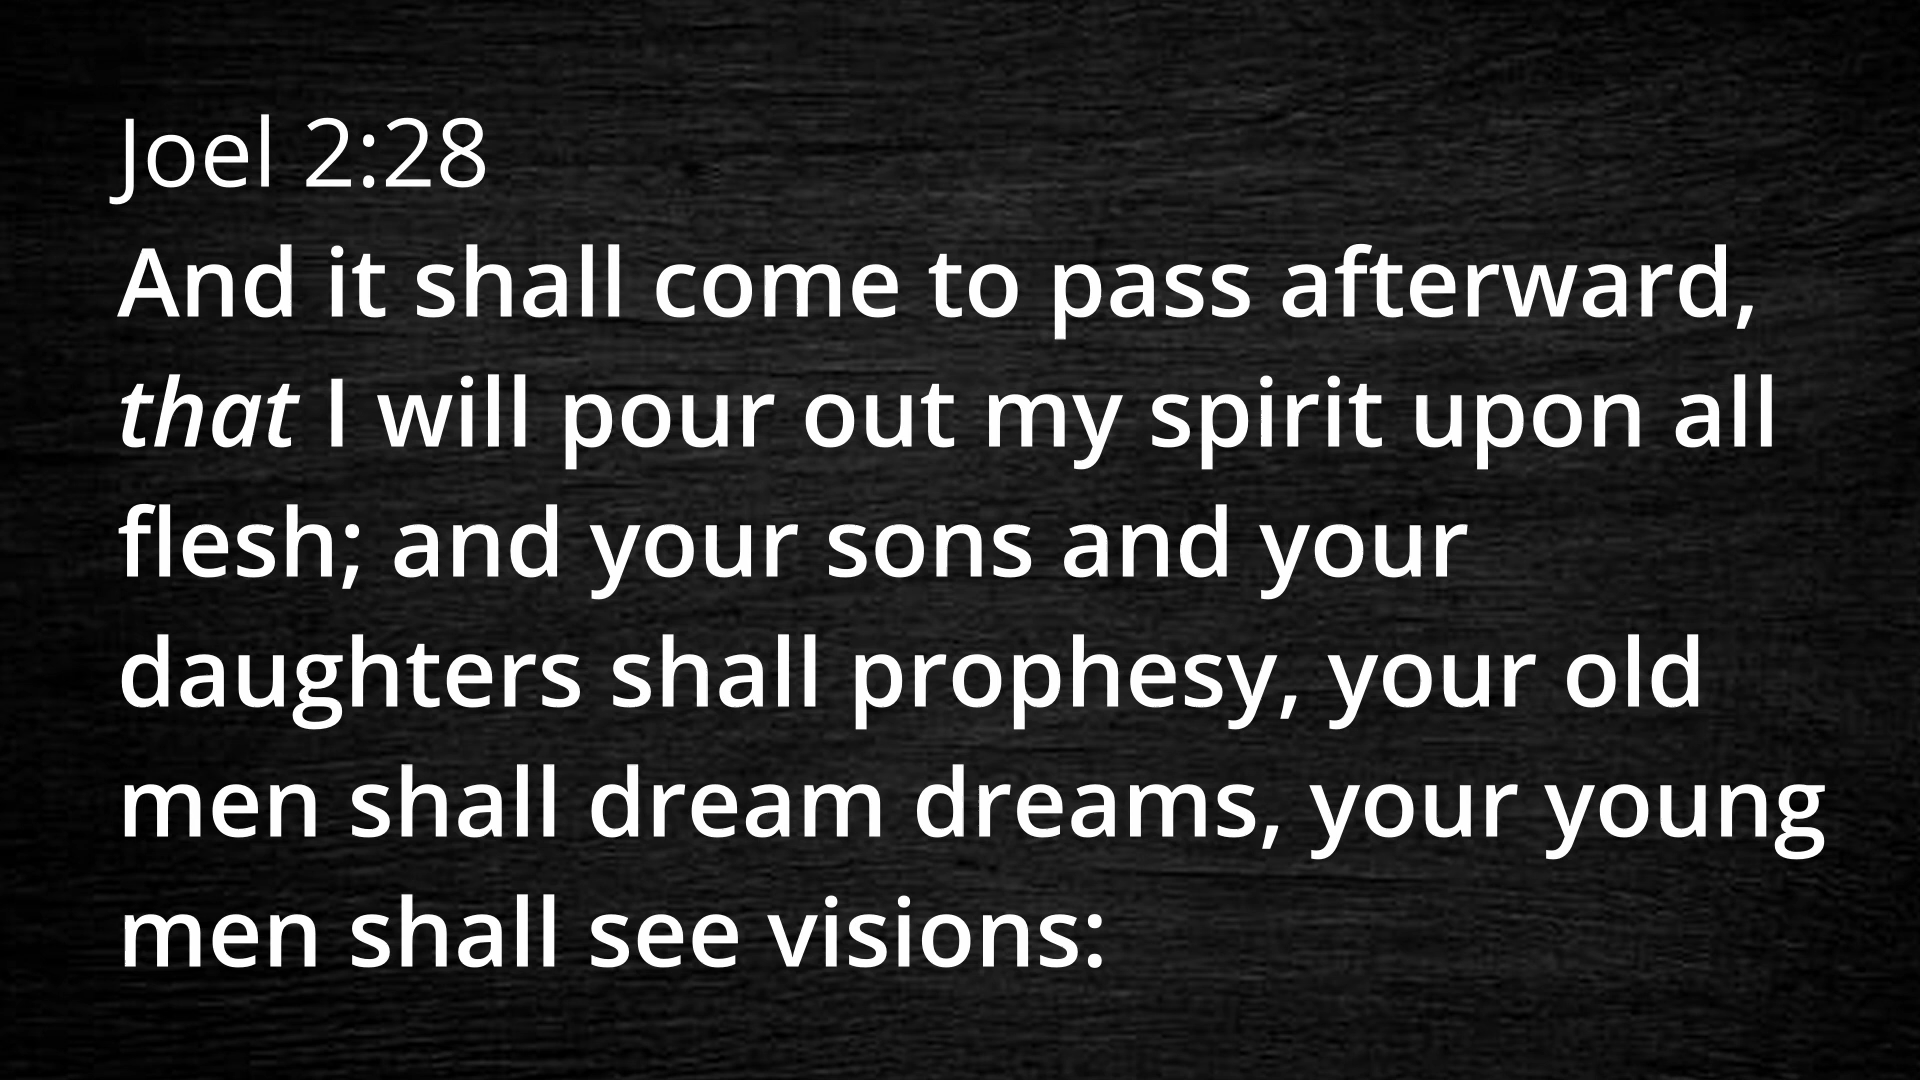 Joel 2:28
And it shall come to pass afterward,
that I will pour out my spirit upon all
flesh; and your sons and your
daughters shall prophesy, your old
men shall dream dreams, your young
men shall see visions: